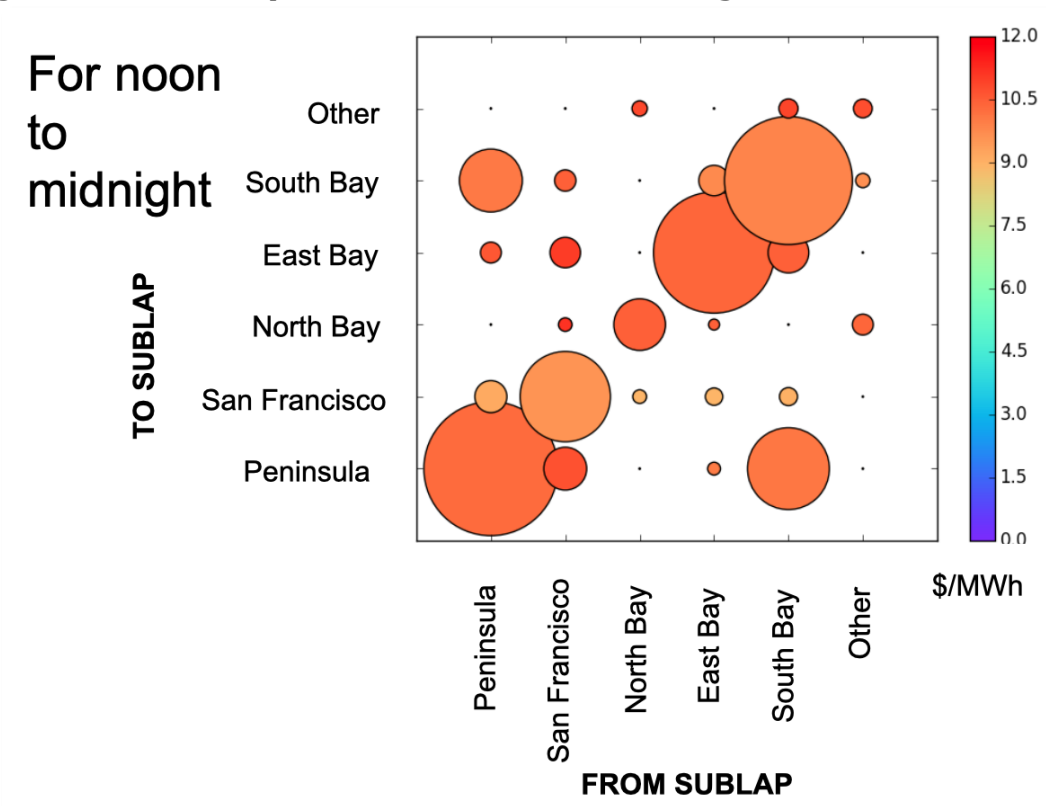 For noon
to
midnight
TO SUBLAP
Other
South Bay
East Bay
North Bay
San Francisco
Peninsula
Peninsula
San Francisco
North Bay
East Bay
South Bay
Other
FROM SUBLAP
12.0
10.5
9.0
7.5
6.0
4.5
3.0
1.5
0.0
$/MWh